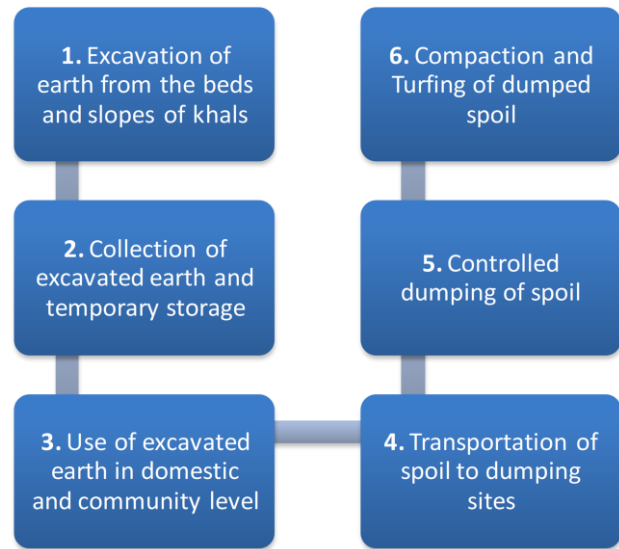 1. Excavation of
earth from the beds
and slopes of khals
2. Collection of
excavated earth and
temporary storage
3. Use of excavated
earth in domestic
and community level
4. Transportation of
spoil to dumping
sites
5. Controlled
dumping of spoil
6. Compaction and
Turfing of dumped
spoil